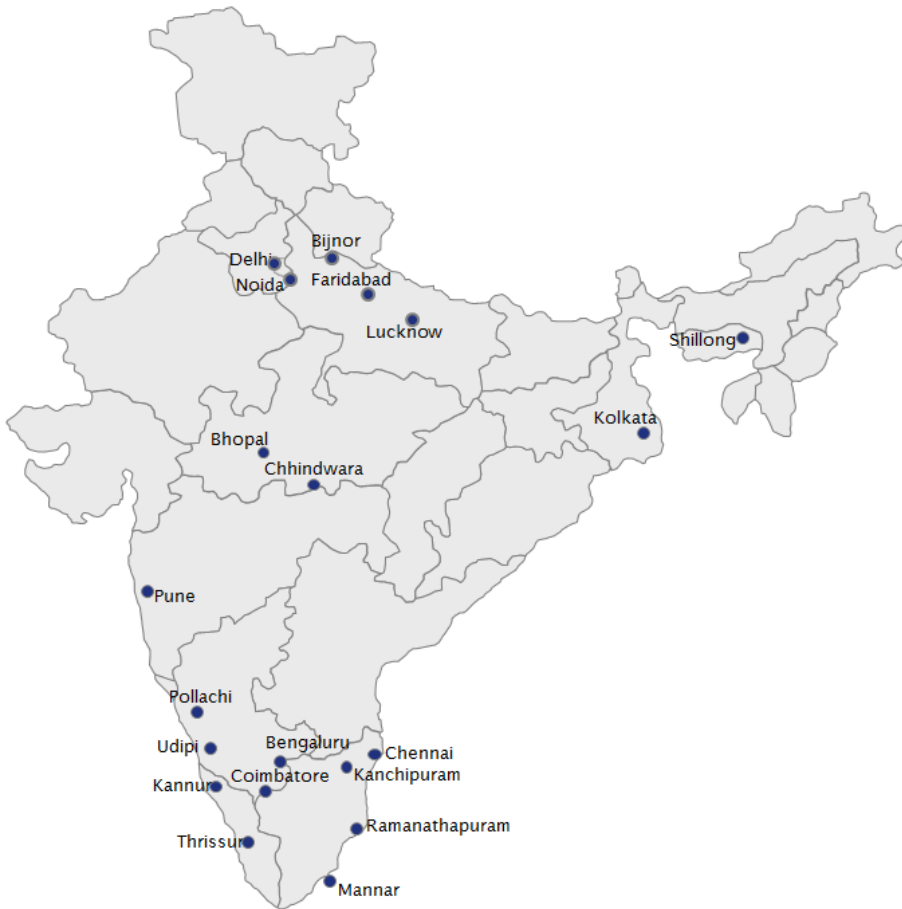 Bijnor
Delhi
Noida
Faridabad
Lucknow
Shillong
Kolkata
Bhopal
Chhindwara
Pune
Pollachi
Udipi
Bengaluru
Chennai
Kannur
Coimbatore
Kanchipuram
Ramanathapuram
Thrissur
Mannar